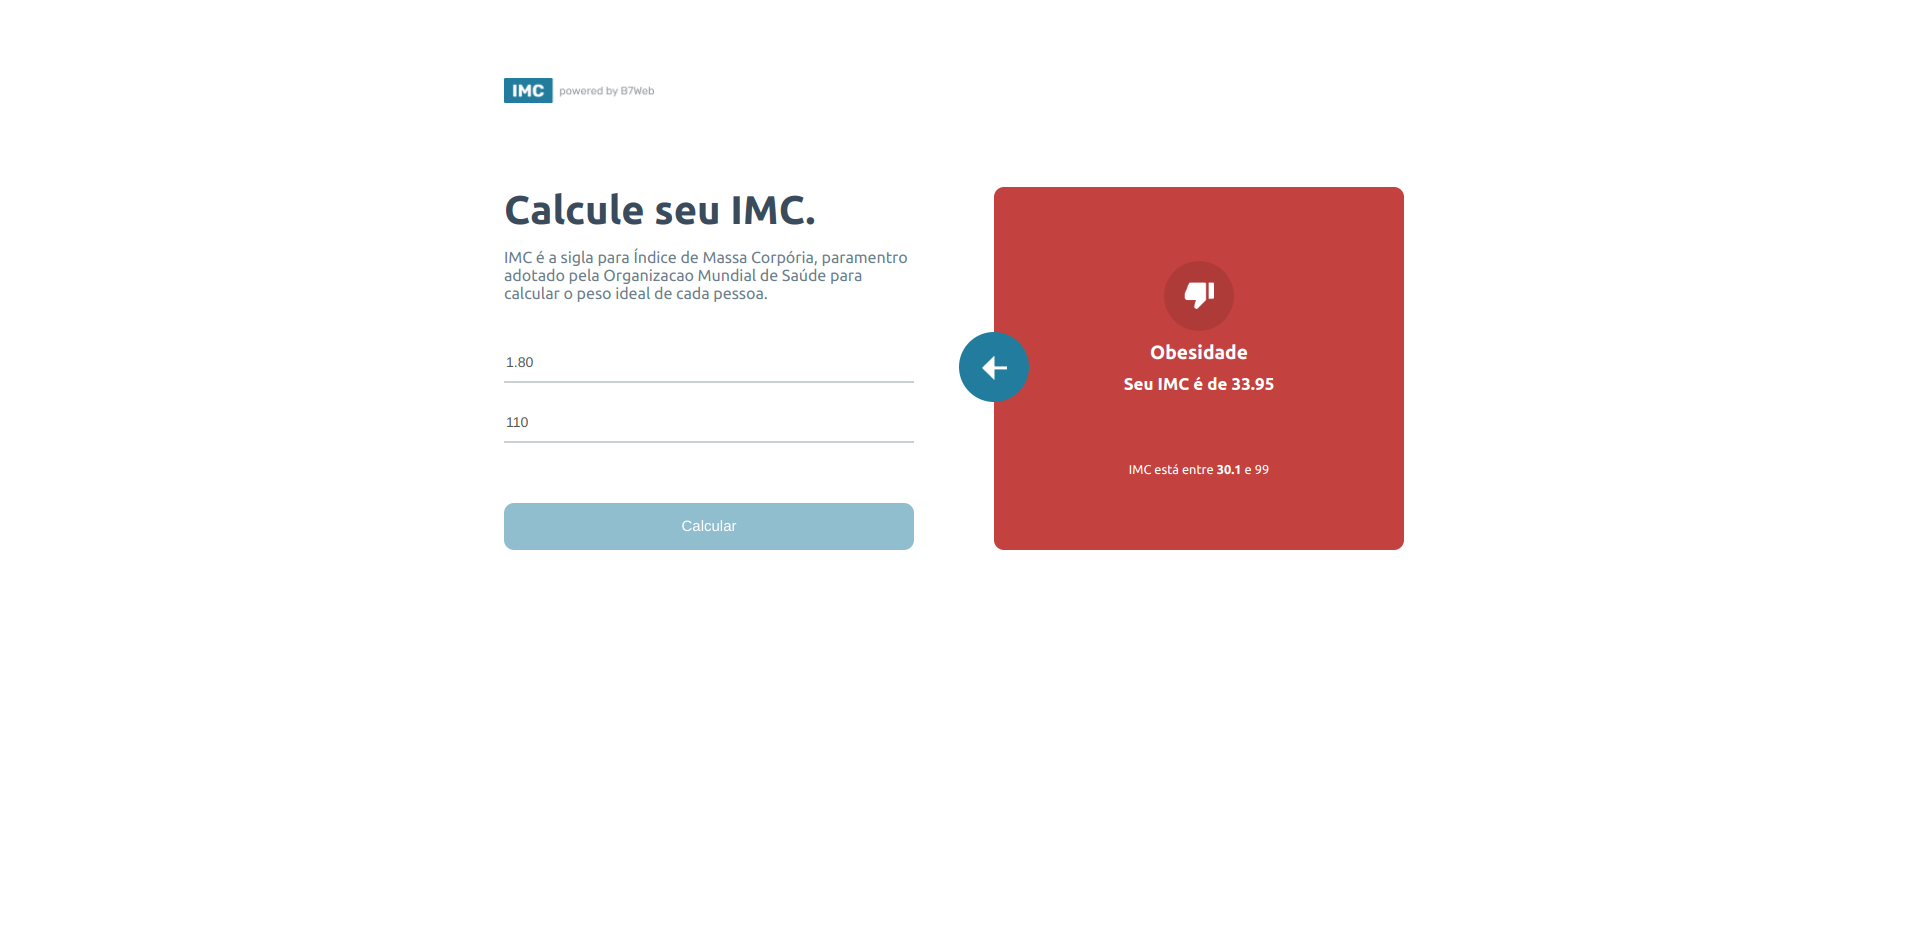 IMC powered by B7Web
Calcule seu IMC.
IMC é a sigla para Índice de Massa Corpória, paramentro
adotado pela Organizacao Mundial de Saúde para
calcular o peso ideal de cada pessoa.
1.80
110
Calcular
Obesidade
Seu IMC é de 33.95
IMC está entre 30.1 e 99